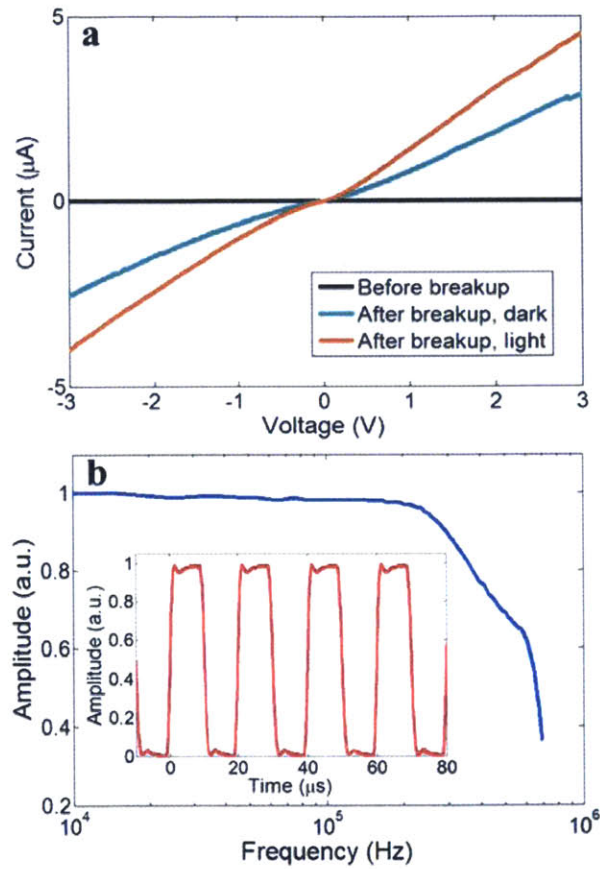 a
5
0
-5
Current (μA)
Before breakup
After breakup, dark
After breakup, light
-3 -2 -1 0 1 2 3
Voltage (V)
b
1
0.8
0.6
0.4
0.2
Amplitude (a.u.)
1
0.8
0.6
0.4
0.2
0
Amplitude (a.u.)
0 20 40 60 80
Time (μs)
10⁴ 10⁵ 10⁶
Frequency (Hz)